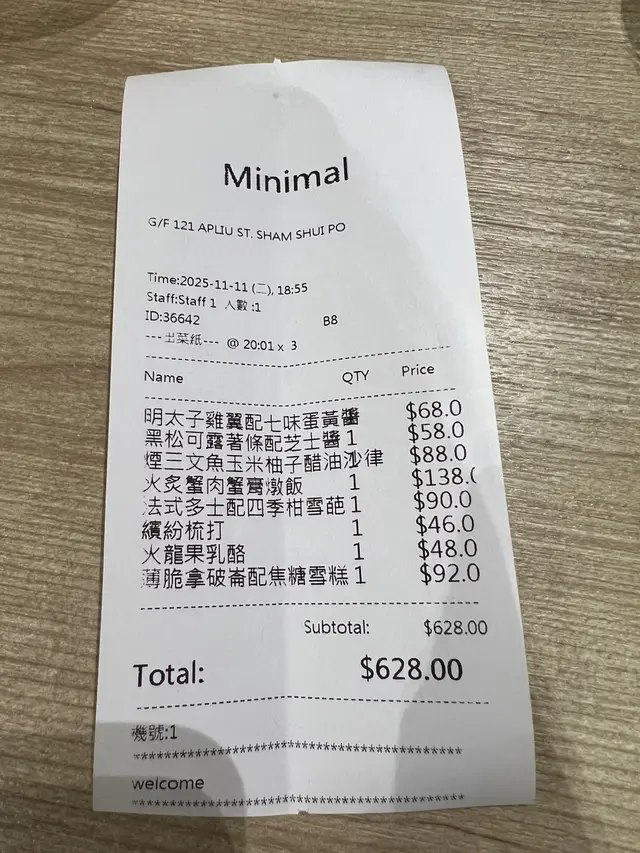 Minimal
G/F 121 APLIU ST. SHAM SHUI PO
Time:2025-11-11 (二), 18:55
Staff:Staff 1 人數 :1
ID:36642 B8
---出菜紙--- @ 20:01 x 3
Name QTY Price
明太子雞翼配七味蛋黃醬 $68.0
黑松可露著條配芝士醬 1 $58.0
煙三文魚玉米柚子醋油沙律 1 $88.0
火炙蟹肉蟹膏燉飯 1 $138.0
法式多士配四季柑雪葩 1 $90.0
繽紛梳打 1 $46.0
火龍果乳酪 1 $48.0
薄脆拿破崙配焦糖雪糕 1 $92.0
Subtotal: $628.00
Total: $628.00
機號:1
welcome